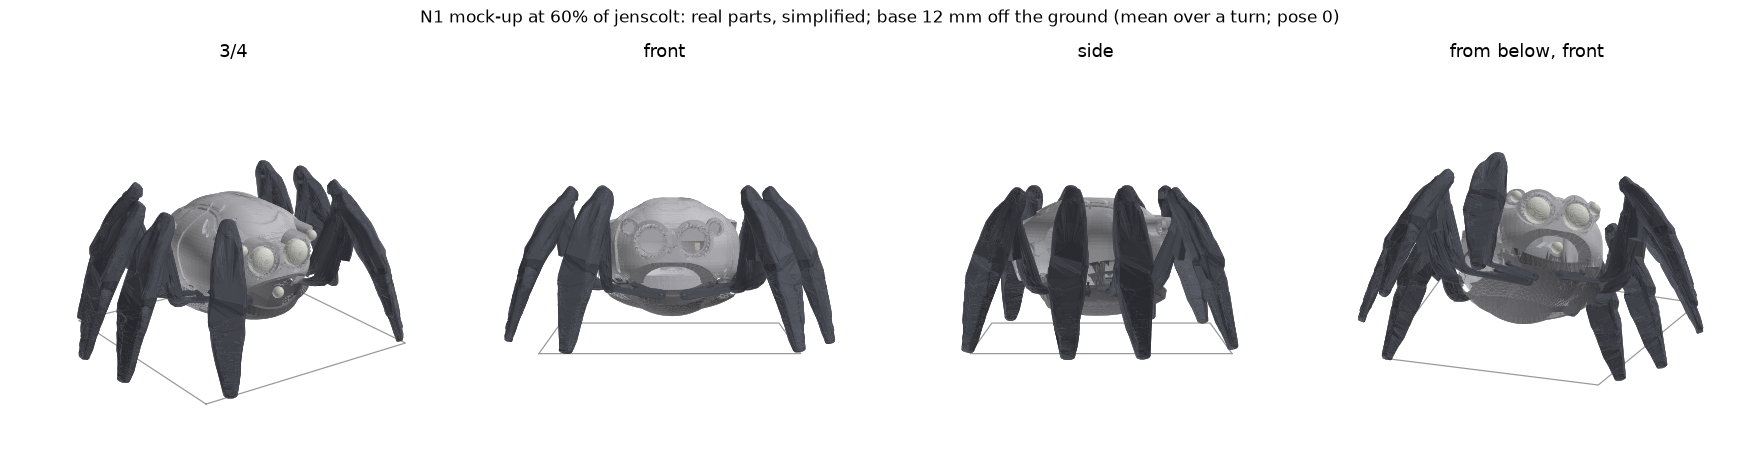 N1 mock-up at 60% of jenscolt: real parts, simplified; base 12 mm off the ground (mean over a turn; pose 0)
3/4
front
side
from below, front